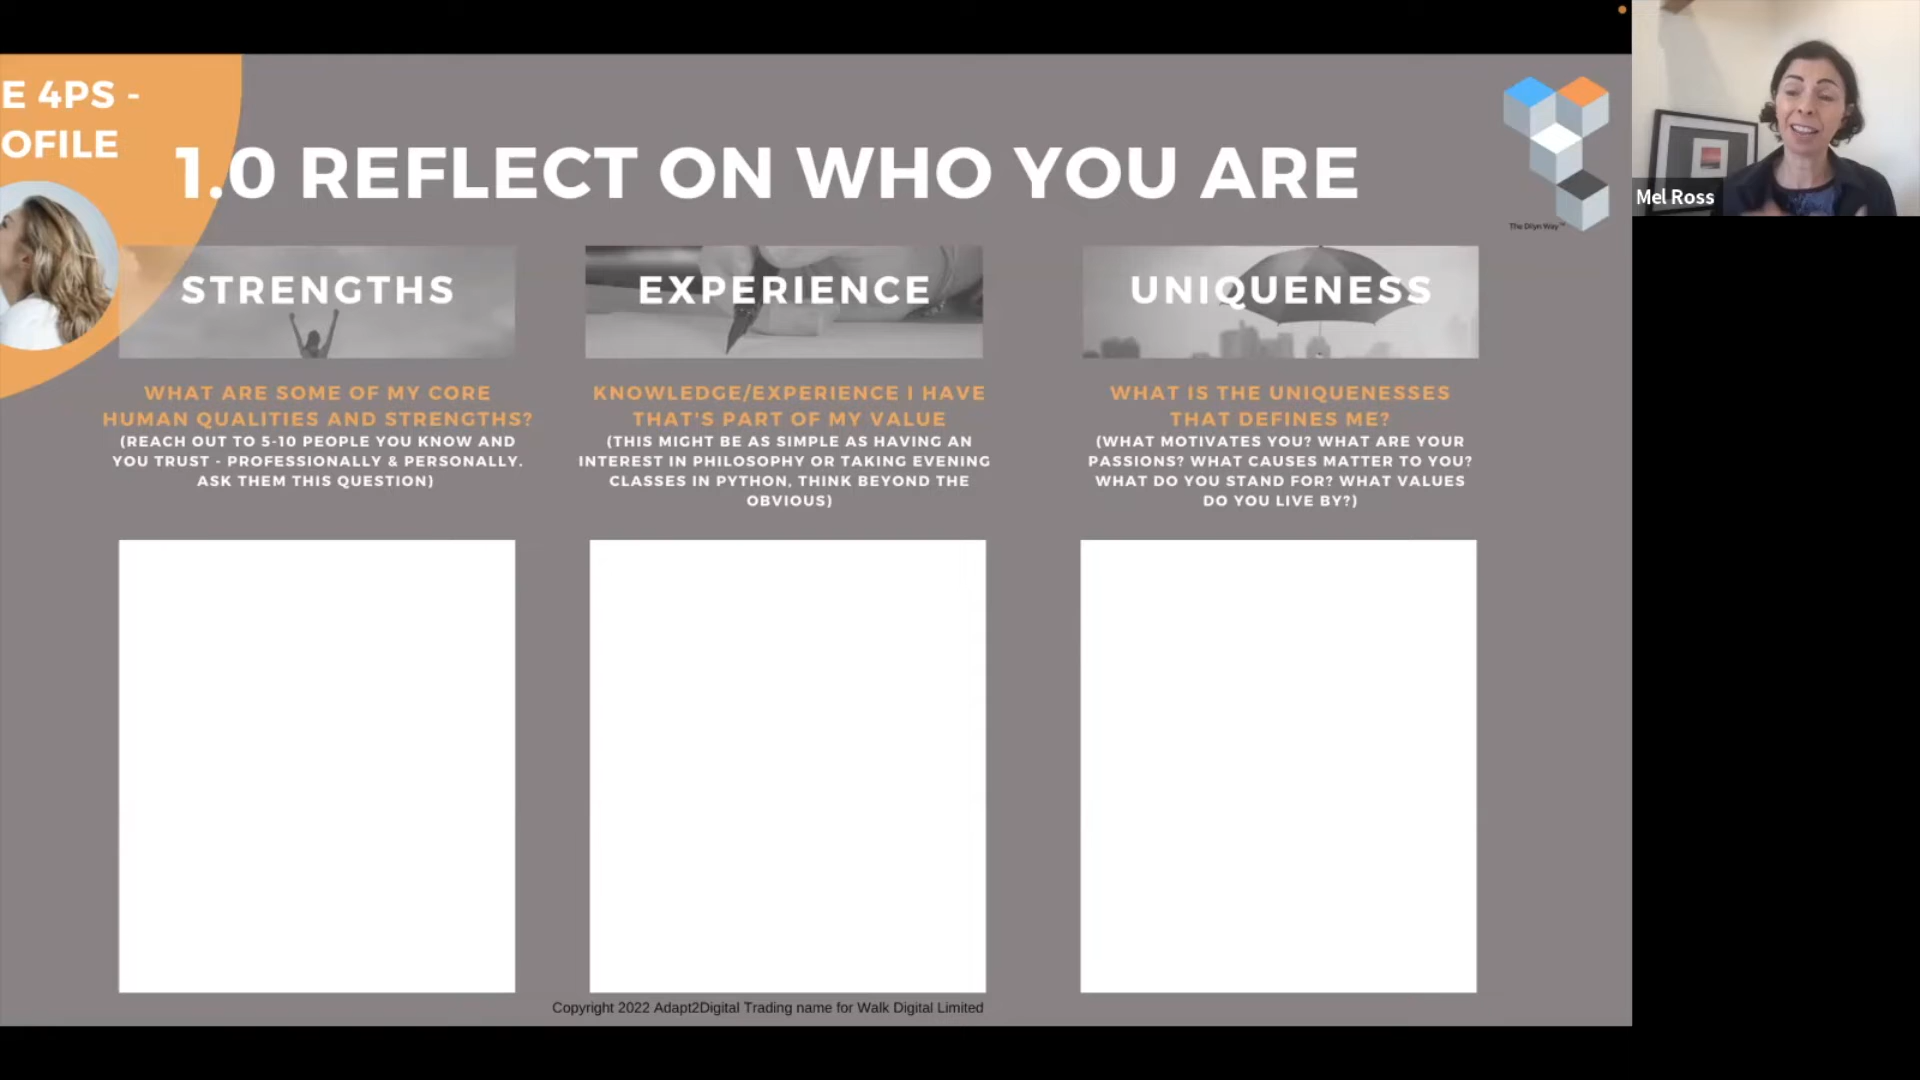 E 4PS -
OFILE
1.0 REFLECT ON WHO YOU ARE
The Dilyn Way™
Mel Ross
STRENGTHS
WHAT ARE SOME OF MY CORE
HUMAN QUALITIES AND STRENGTHS?
(REACH OUT TO 5-10 PEOPLE YOU KNOW AND
YOU TRUST - PROFESSIONALLY & PERSONALLY.
ASK THEM THIS QUESTION)
EXPERIENCE
KNOWLEDGE/EXPERIENCE I HAVE
THAT'S PART OF MY VALUE
(THIS MIGHT BE AS SIMPLE AS HAVING AN
INTEREST IN PHILOSOPHY OR TAKING EVENING
CLASSES IN PYTHON, THINK BEYOND THE
OBVIOUS)
UNIQUENESS
WHAT IS THE UNIQUENESSES
THAT DEFINES ME?
(WHAT MOTIVATES YOU? WHAT ARE YOUR
PASSIONS? WHAT CAUSES MATTER TO YOU?
WHAT DO YOU STAND FOR? WHAT VALUES
DO YOU LIVE BY?)
Copyright 2022 Adapt2Digital Trading name for Walk Digital Limited